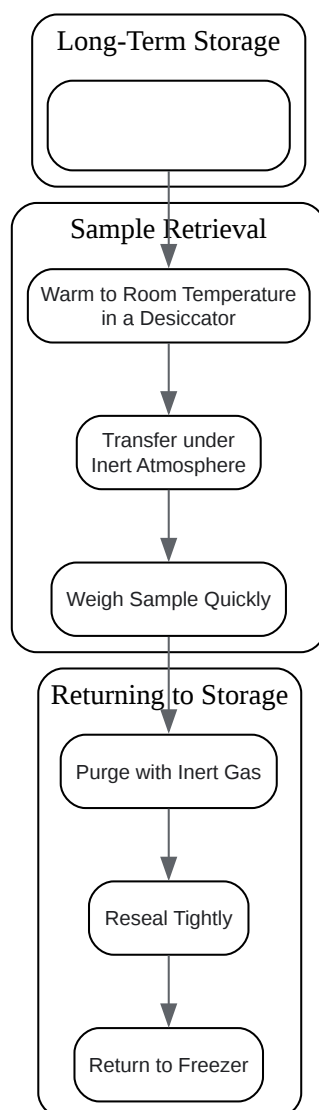 Long-Term Storage
Sample Retrieval
Warm to Room Temperature
in a Desiccator
Transfer under
Inert Atmosphere
Weigh Sample Quickly
Returning to Storage
Purge with Inert Gas
Reseal Tightly
Return to Freezer